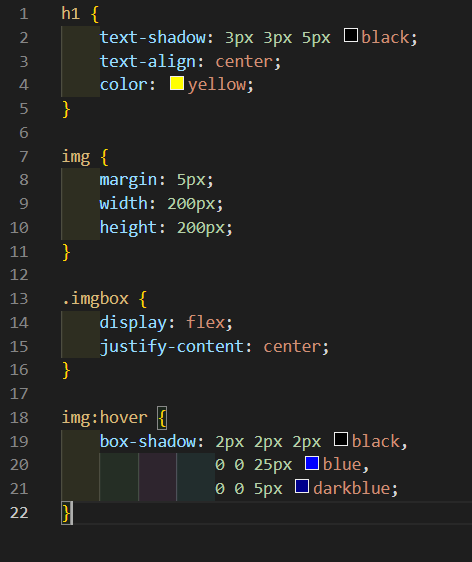 1 h1 {
2     text-shadow: 3px 3px 5px black;
3     text-align: center;
4     color: yellow;
5 }
6
7 img {
8     margin: 5px;
9     width: 200px;
10     height: 200px;
11 }
12
13 .imgbox {
14     display: flex;
15     justify-content: center;
16 }
17
18 img:hover {
19     box-shadow: 2px 2px 2px black,
20                 0 0 25px blue,
21                 0 0 5px darkblue;
22 }